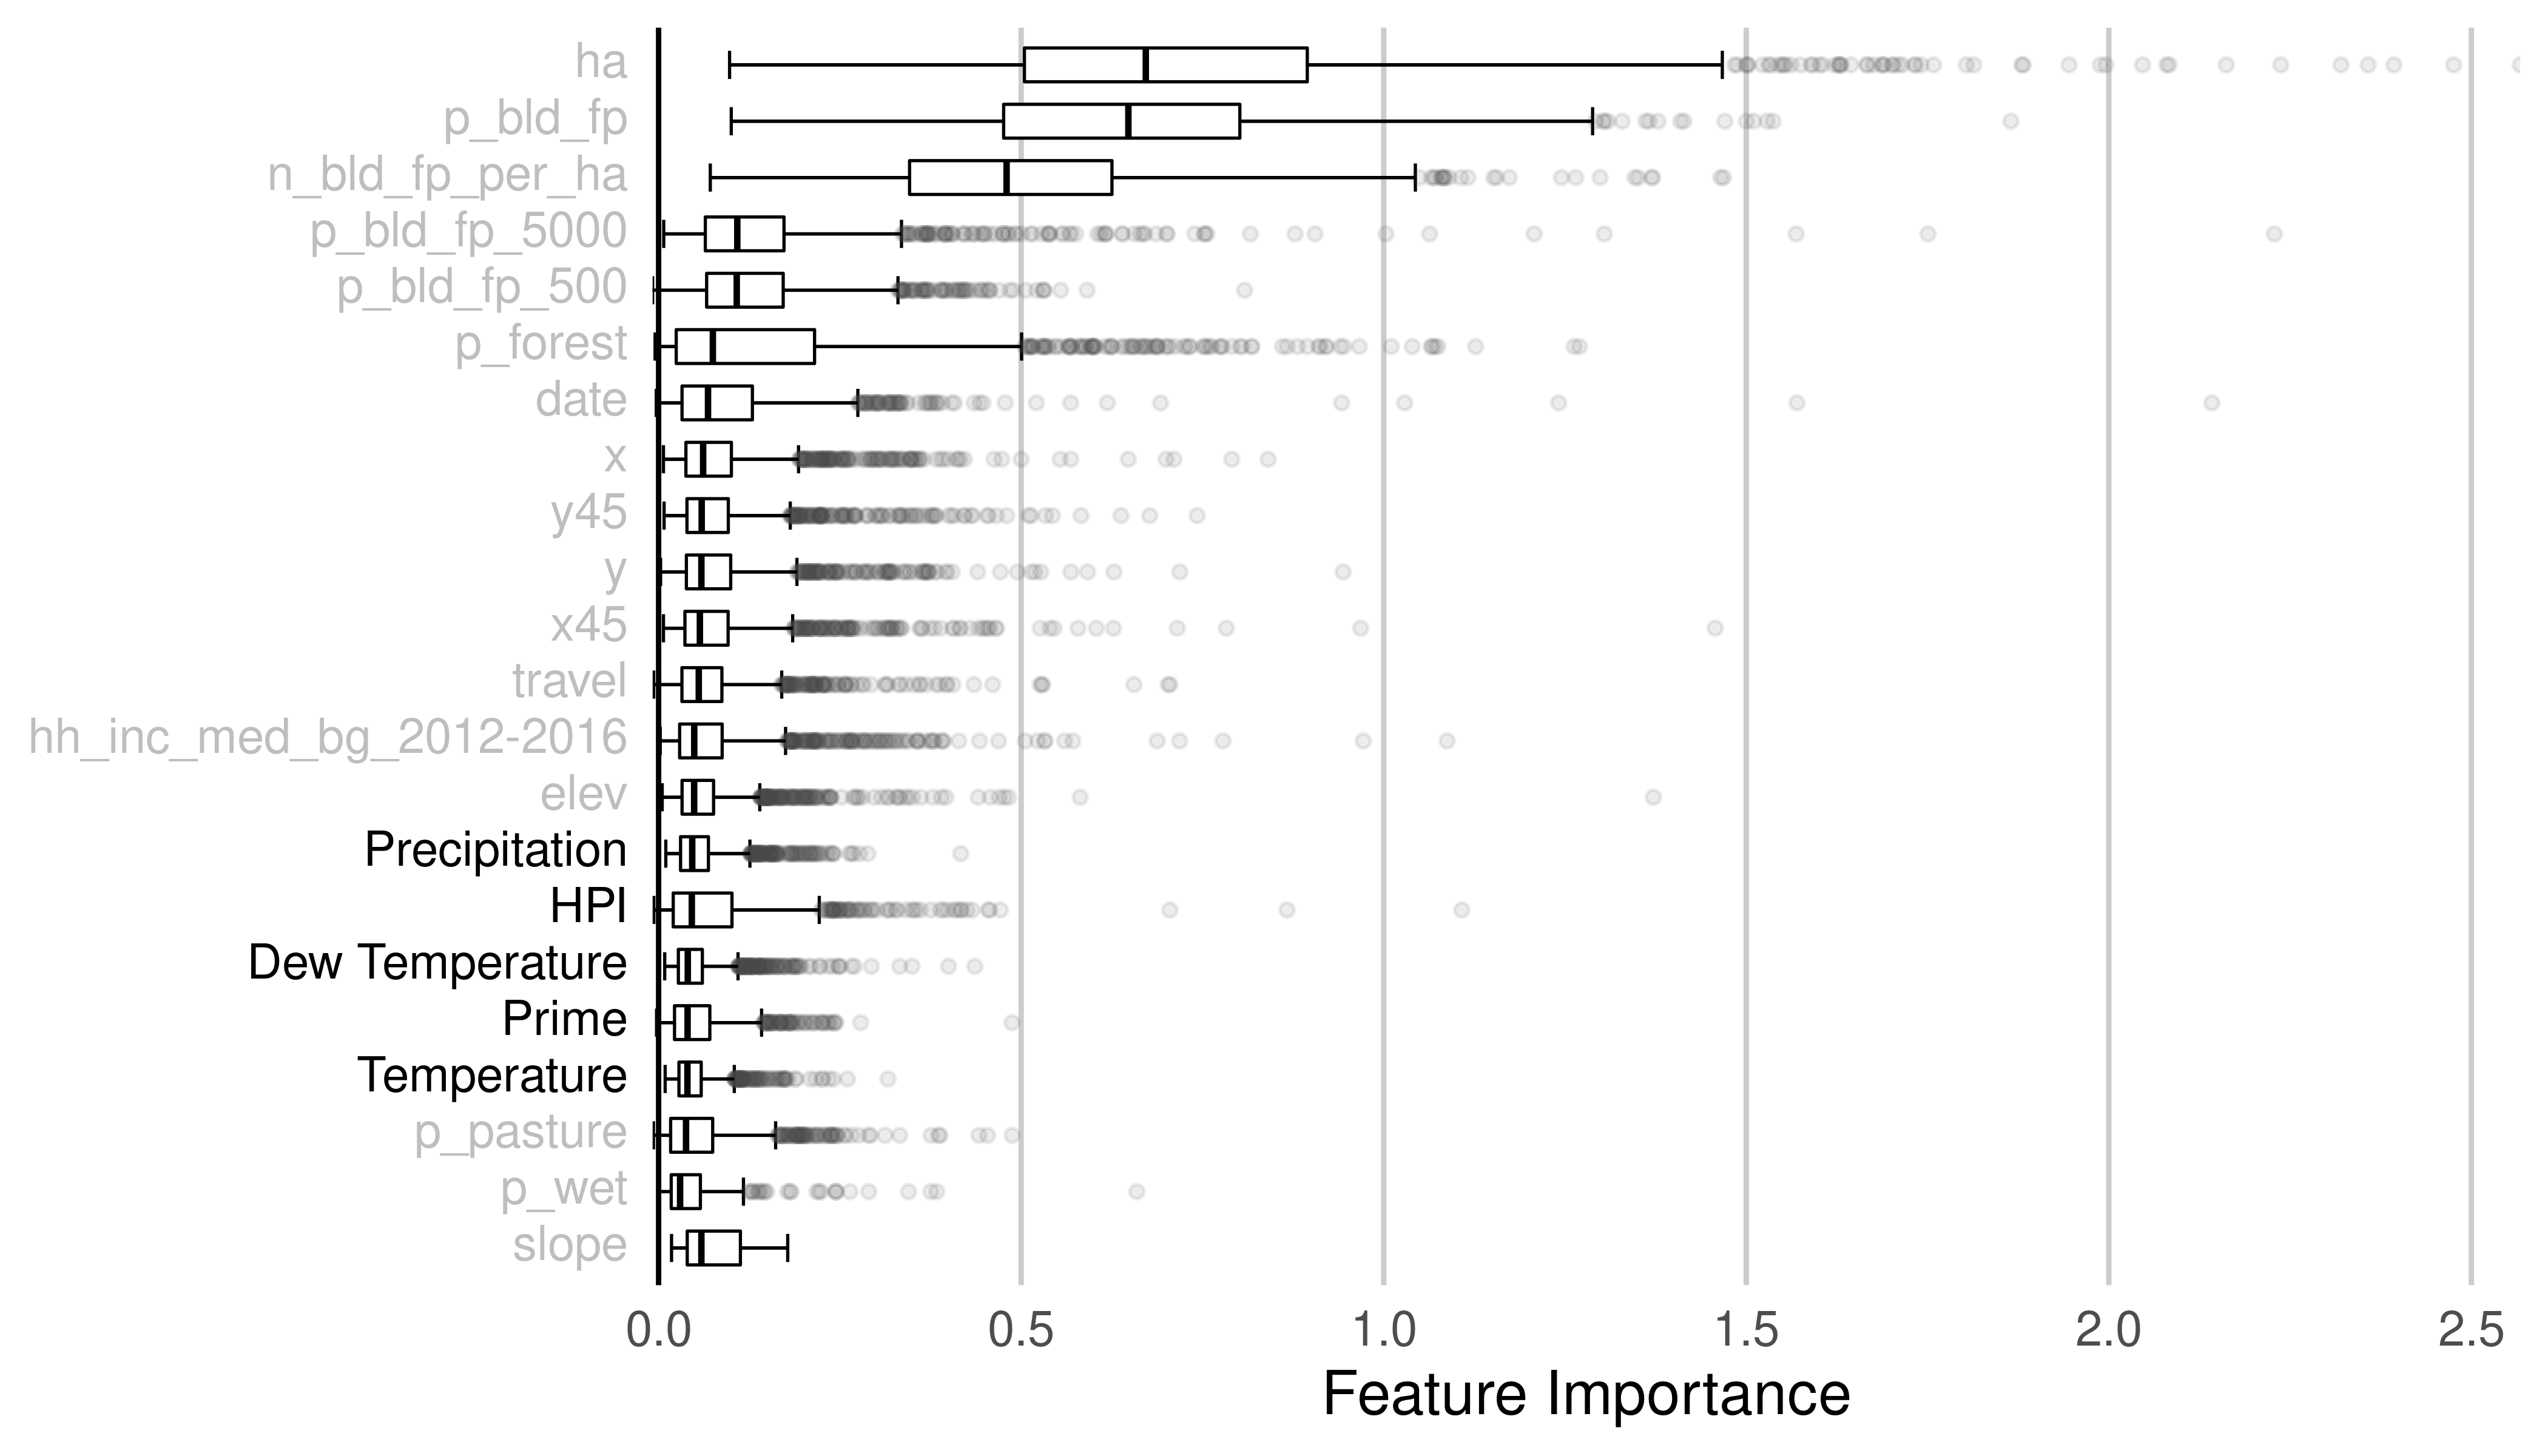 ha
p_bld_fp
n_bld_fp_per_ha
p_bld_fp_5000
p_bld_fp_500
p_forest
date
x
y45
y
x45
travel
hh_inc_med_bg_2012-2016
elev
Precipitation
HPI
Dew Temperature
Prime
Temperature
p_pasture
p_wet
slope
0.0 0.5 1.0 1.5 2.0 2.5
Feature Importance